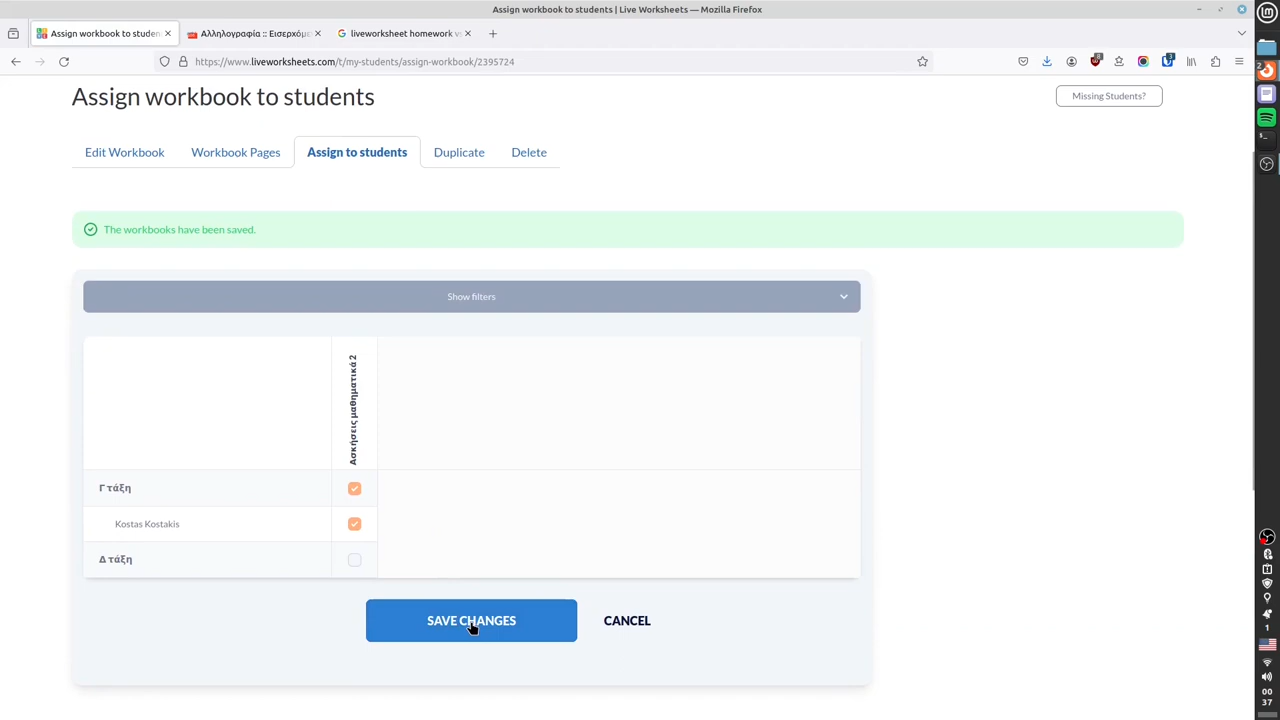 Assign workbook to students | Live Worksheets — Mozilla Firefox
Assign workbook to studen
Αλληλογραφία :: Εισερχόμε
liveworksheet homework v
https://www.liveworksheets.com/t/my-students/assign-workbook/2395724
Assign workbook to students
Missing Students?
Edit Workbook
Workbook Pages
Assign to students
Duplicate
Delete
The workbooks have been saved.
Show filters
Ασκήσεις μαθηματικά 2
Γ τάξη
Kostas Kostakis
Δ τάξη
SAVE CHANGES
CANCEL
1
00
37